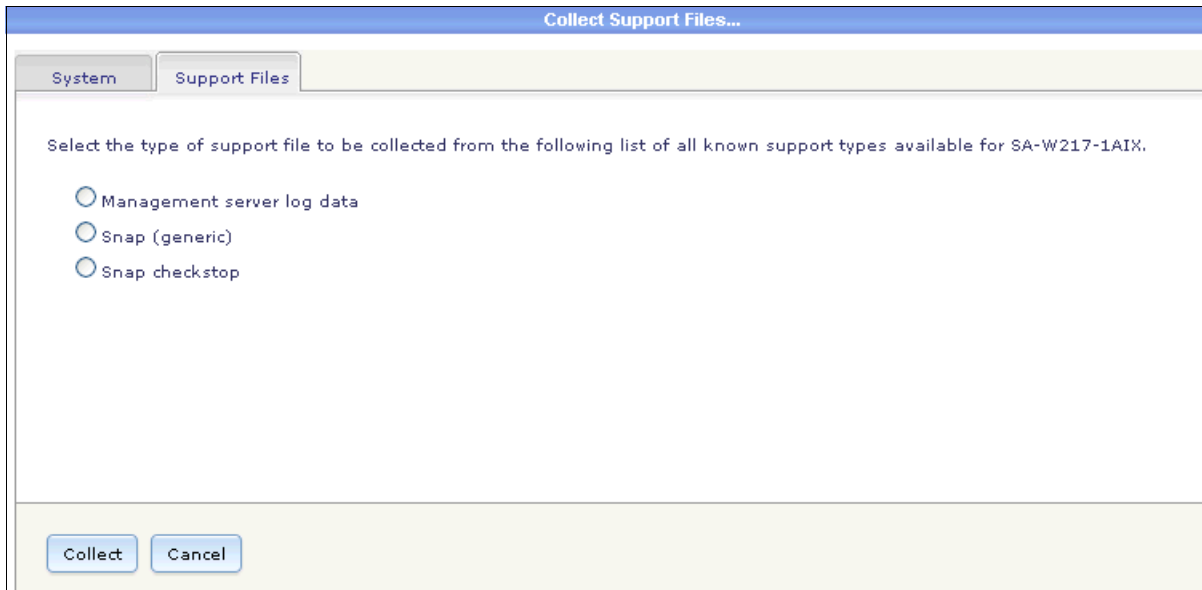 Collect Support Files...
System
Support Files
Select the type of support file to be collected from the following list of all known support types available for SA-W217-1AIX.
Management server log data
Snap (generic)
Snap checkstop
Collect
Cancel